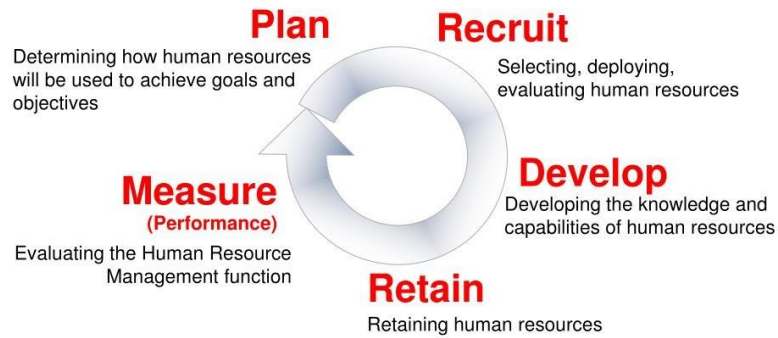 Plan
Determining how human resources
will be used to achieve goals and
objectives
Recruit
Selecting, deploying,
evaluating human resources
Develop
Developing the knowledge and
capabilities of human resources
Retain
Retaining human resources
Measure
(Performance)
Evaluating the Human Resource
Management function